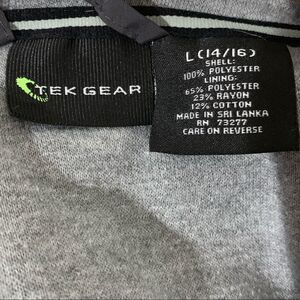 TEK GEAR
L (14/16)
SHELL:
100% POLYESTER
LINING:
65% POLYESTER
23% RAYON
12% COTTON
MADE IN SRI LANKA
RN 73277
CARE ON REVERSE